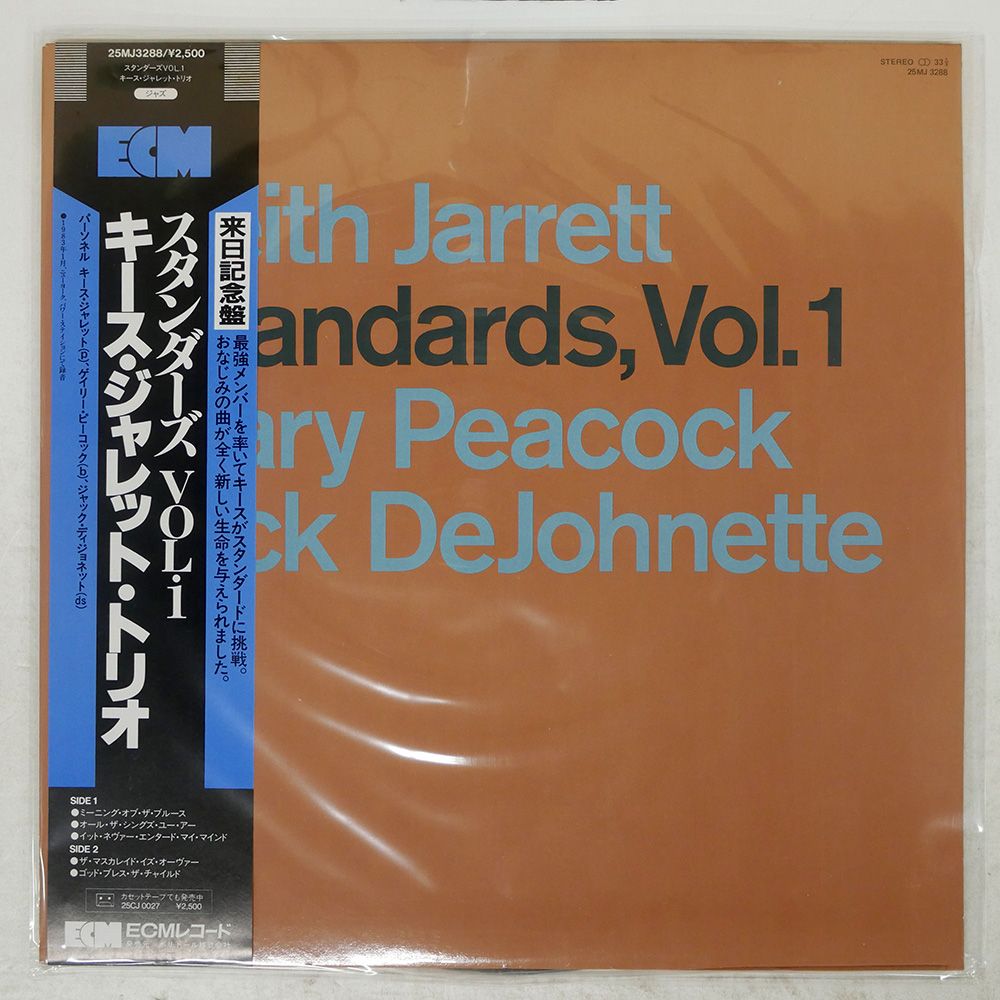 25MJ3288/¥2,500
スタンダーズVOL.1
キース・ジャレット・トリオ
ジャズ
ECM
来日記念盤
最強メンバーを率いてキースがスタンダードに挑戦。
おなじみの曲が全く新しい生命を与えられました。
スタンダーズ VOL.1
キース・ジャレット・トリオ
パーソネル キース・ジャレット(p)、ゲイリー・ピーコック(b)、ジャック・ディジョネット(ds)
●1983年1月、ニューヨーク、パワー・ステイションにて録音
SIDE 1
●ミーニング・オブ・ザ・ブルース
●オール・ザ・シングズ・ユー・アー
●イット・ネヴァー・エンタード・マイ・マインド
SIDE 2
●ザ・マスカレイド・イズ・オーヴァー
●ゴッド・ブレス・ザ・チャイルド
カセットテープでも発売中
25CJ 0027 ¥2,500
ECM ECMレコード
発売元 ポリドール株式会社
STEREO 33⅓
25MJ 3288
eith Jarrett
andards, Vol. 1
ary Peacock
ck DeJohnette